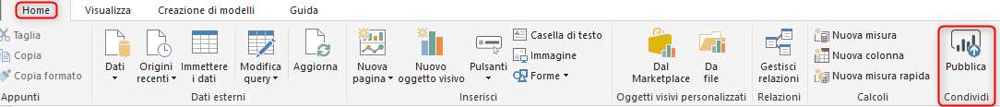 Home Visualizza Creazione di modelli Guida
Taglia
Copia
Copia formato
Appunti
Dati
Origini
recenti
Immettere
i dati
Modifica
query
Aggiorna
Dati esterni
Nuova
pagina
Nuovo
oggetto visivo
Pulsanti
Casella di testo
Immagine
Forme
Inserisci
Dal
Marketplace
Da
file
Oggetti visivi personalizzati
Gestisci
relazioni
Relazioni
Nuova misura
Nuova colonna
Nuova misura rapida
Calcoli
Pubblica
Condividi